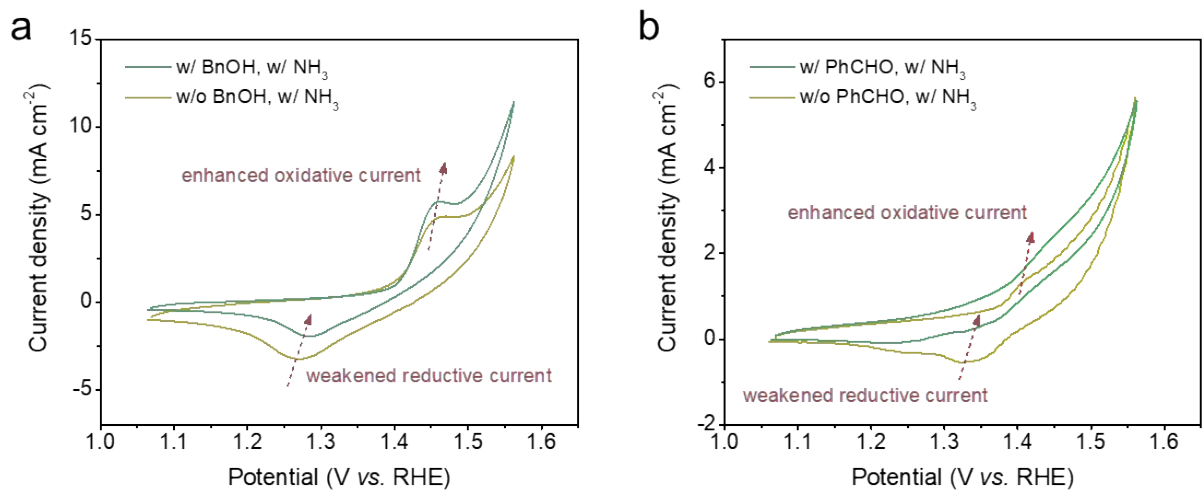 a
15
10
5
0
-5
w/ BnOH, w/ NH₃
w/o BnOH, w/ NH₃
enhanced oxidative current
weakened reductive current
1.0 1.1 1.2 1.3 1.4 1.5 1.6
Potential (V vs. RHE)
Current density (mA cm⁻²)
b
6
4
2
0
-2
w/ PhCHO, w/ NH₃
w/o PhCHO, w/ NH₃
enhanced oxidative current
weakened reductive current
1.0 1.1 1.2 1.3 1.4 1.5 1.6
Potential (V vs. RHE)
Current density (mA cm⁻²)